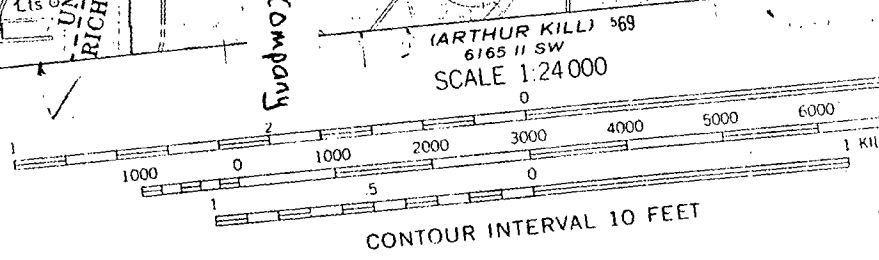 UN
RICH
Company
(ARTHUR KILL) 569
6165 II SW
SCALE 1:24 000
1 2 0
1000 0 1000 2000 3000 4000 5000 6000
1 .5 0 1 KIL
CONTOUR INTERVAL 10 FEET